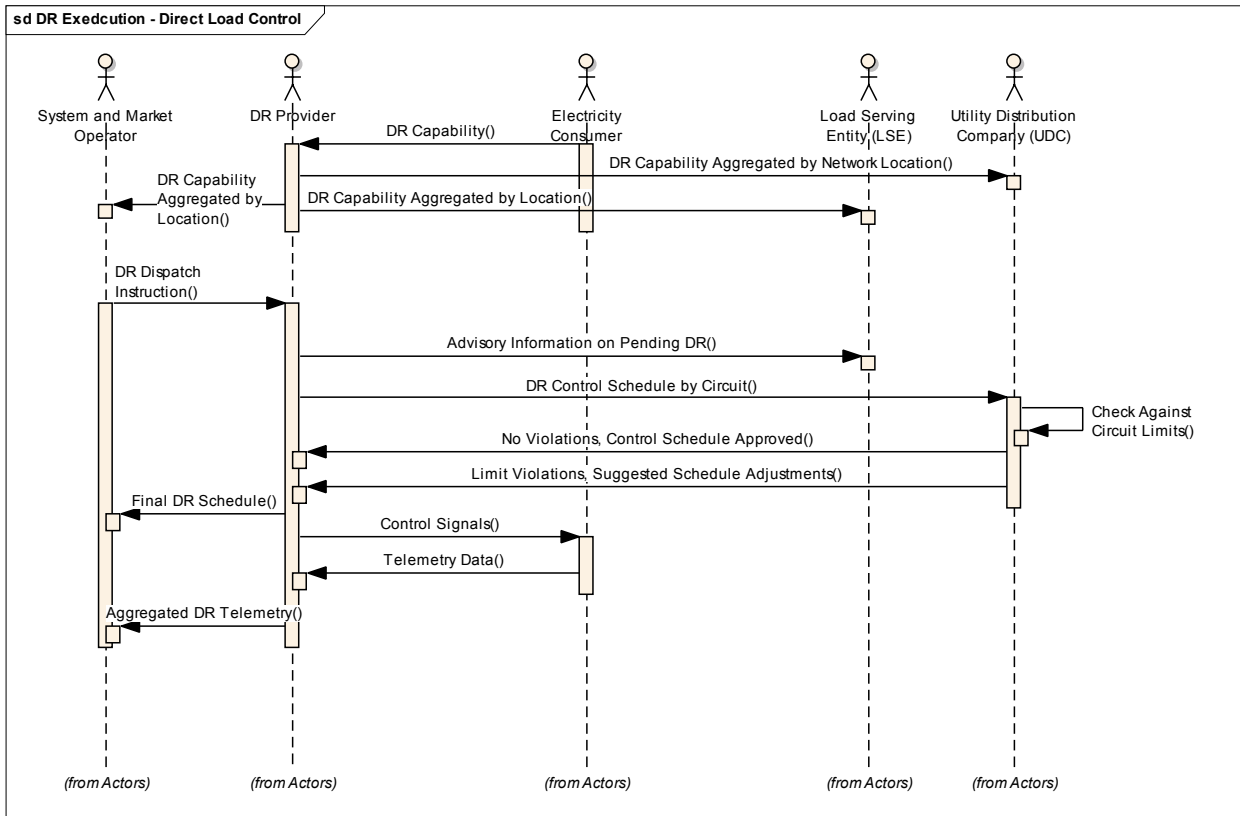 sd DR Exedcution - Direct Load Control
System and Market
Operator
DR Provider
Electricity
Consumer
Load Serving
Entity (LSE)
Utility Distribution
Company (UDC)
DR Capability()
DR Capability Aggregated by Network Location()
DR Capability
Aggregated by
Location()
DR Capability Aggregated by Location()
DR Dispatch
Instruction()
Advisory Information on Pending DR()
DR Control Schedule by Circuit()
Check Against
Circuit Limits()
No Violations, Control Schedule Approved()
Limit Violations, Suggested Schedule Adjustments()
Final DR Schedule()
Control Signals()
Telemetry Data()
Aggregated DR Telemetry()
(from Actors)
(from Actors)
(from Actors)
(from Actors)
(from Actors)